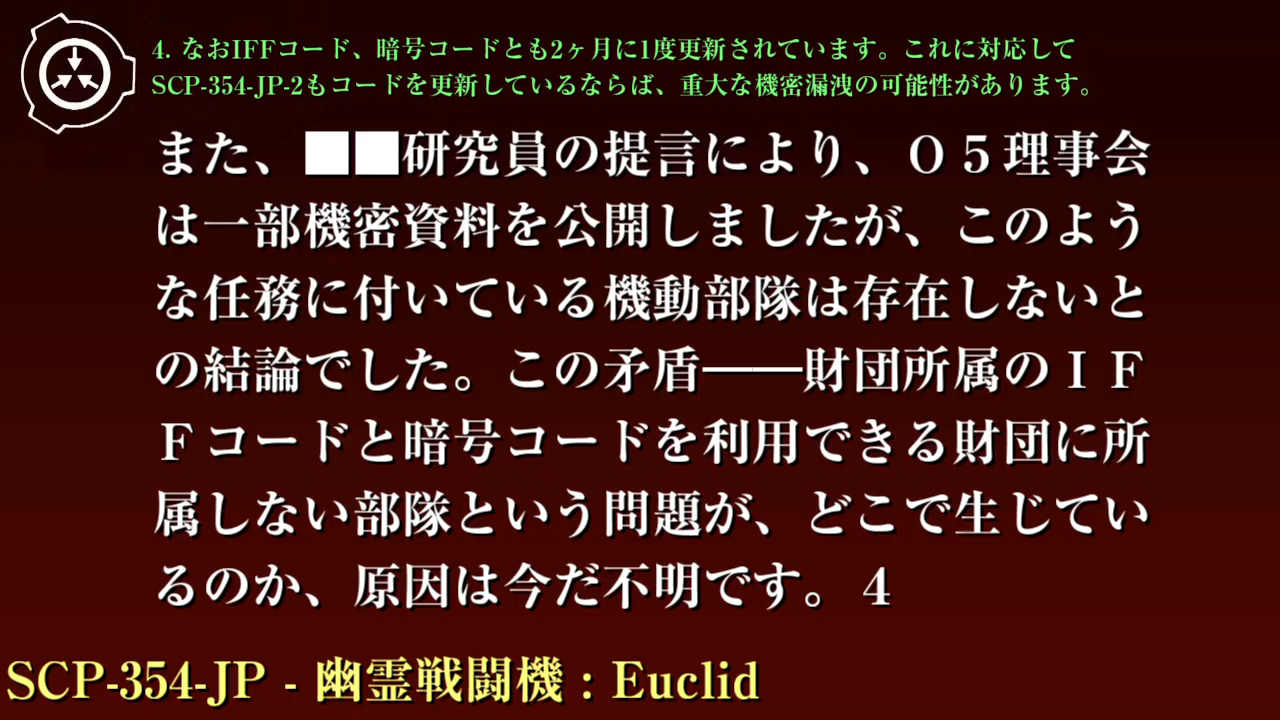 4. なおIFFコード、暗号コードとも2ヶ月に1度更新されています。これに対応して
SCP-354-JP-2もコードを更新しているならば、重大な機密漏洩の可能性があります。
また、██研究員の提言により、Ｏ５理事会
は一部機密資料を公開しましたが、このよう
な任務に付いている機動部隊は存在しないと
の結論でした。この矛盾――財団所属のＩＦ
Ｆコードと暗号コードを利用できる財団に所
属しない部隊という問題が、どこで生じてい
るのか、原因は今だ不明です。４
SCP-354-JP - 幽霊戦闘機 : Euclid